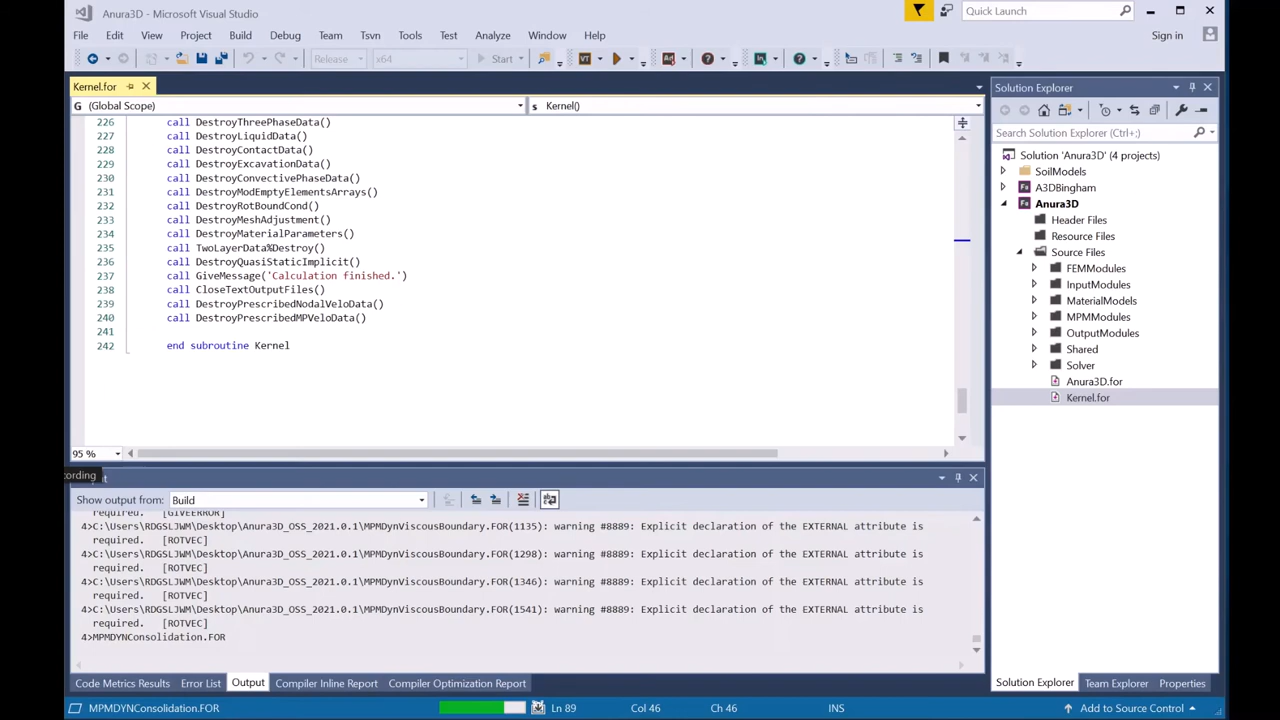 Anura3D - Microsoft Visual Studio
Quick Launch
File Edit View Project Build Debug Team Tsvn Tools Test Analyze Window Help
Sign in
Release x64 Start
Kernel.for
(Global Scope) Kernel()
226 call DestroyThreePhaseData()
227 call DestroyLiquidData()
228 call DestroyContactData()
229 call DestroyExcavationData()
230 call DestroyConvectivePhaseData()
231 call DestroyModEmptyElementsArrays()
232 call DestroyRotBoundCond()
233 call DestroyMeshAdjustment()
234 call DestroyMaterialParameters()
235 call TwoLayerData%Destroy()
236 call DestroyQuasiStaticImplicit()
237 call GiveMessage('Calculation finished.')
238 call CloseTextOutputFiles()
239 call DestroyPrescribedNodalVeloData()
240 call DestroyPrescribedMPVeloData()
241
242 end subroutine Kernel
95 %
cording
Show output from: Build
required. [GIVEERROR]
4>C:\Users\RDGSLJWM\Desktop\Anura3D_OSS_2021.0.1\MPMDynViscousBoundary.FOR(1135): warning #8889: Explicit declaration of the EXTERNAL attribute is
required. [ROTVEC]
4>C:\Users\RDGSLJWM\Desktop\Anura3D_OSS_2021.0.1\MPMDynViscousBoundary.FOR(1298): warning #8889: Explicit declaration of the EXTERNAL attribute is
required. [ROTVEC]
4>C:\Users\RDGSLJWM\Desktop\Anura3D_OSS_2021.0.1\MPMDynViscousBoundary.FOR(1346): warning #8889: Explicit declaration of the EXTERNAL attribute is
required. [ROTVEC]
4>C:\Users\RDGSLJWM\Desktop\Anura3D_OSS_2021.0.1\MPMDynViscousBoundary.FOR(1541): warning #8889: Explicit declaration of the EXTERNAL attribute is
required. [ROTVEC]
4>MPMDYNConsolidation.FOR
Code Metrics Results Error List Output Compiler Inline Report Compiler Optimization Report
Solution Explorer
Search Solution Explorer (Ctrl+;)
Solution 'Anura3D' (4 projects)
SoilModels
A3DBingham
Anura3D
Header Files
Resource Files
Source Files
FEMModules
InputModules
MaterialModels
MPMModules
OutputModules
Shared
Solver
Anura3D.for
Kernel.for
Solution Explorer Team Explorer Properties
MPMDYNConsolidation.FOR Ln 89 Col 46 Ch 46 INS Add to Source Control